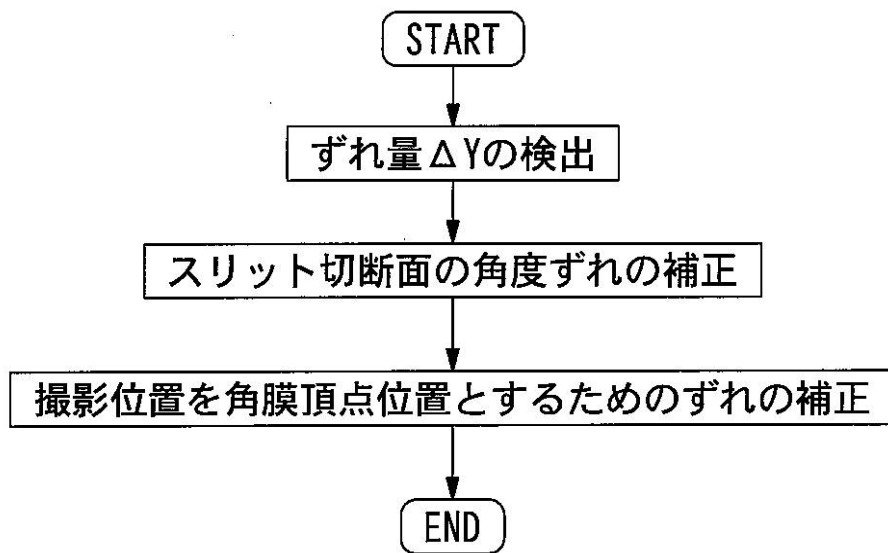 START
ずれ量ΔYの検出
スリット切断面の角度ずれの補正
撮影位置を角膜頂点位置とするためのずれの補正
END